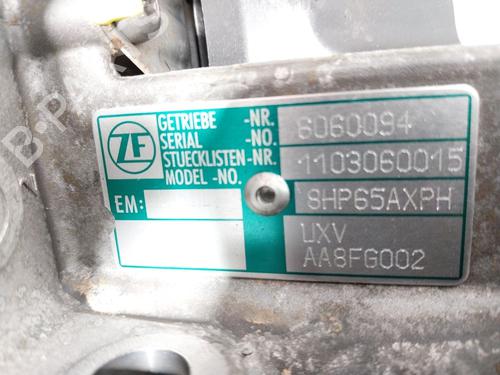 ZF
GETRIEBE -NR. 6060094
SERIAL -NO.
STUECKLISTEN-NR. 1103060015
MODEL -NO. 8HP65AXPH
EM:
UXV
AA8FG002